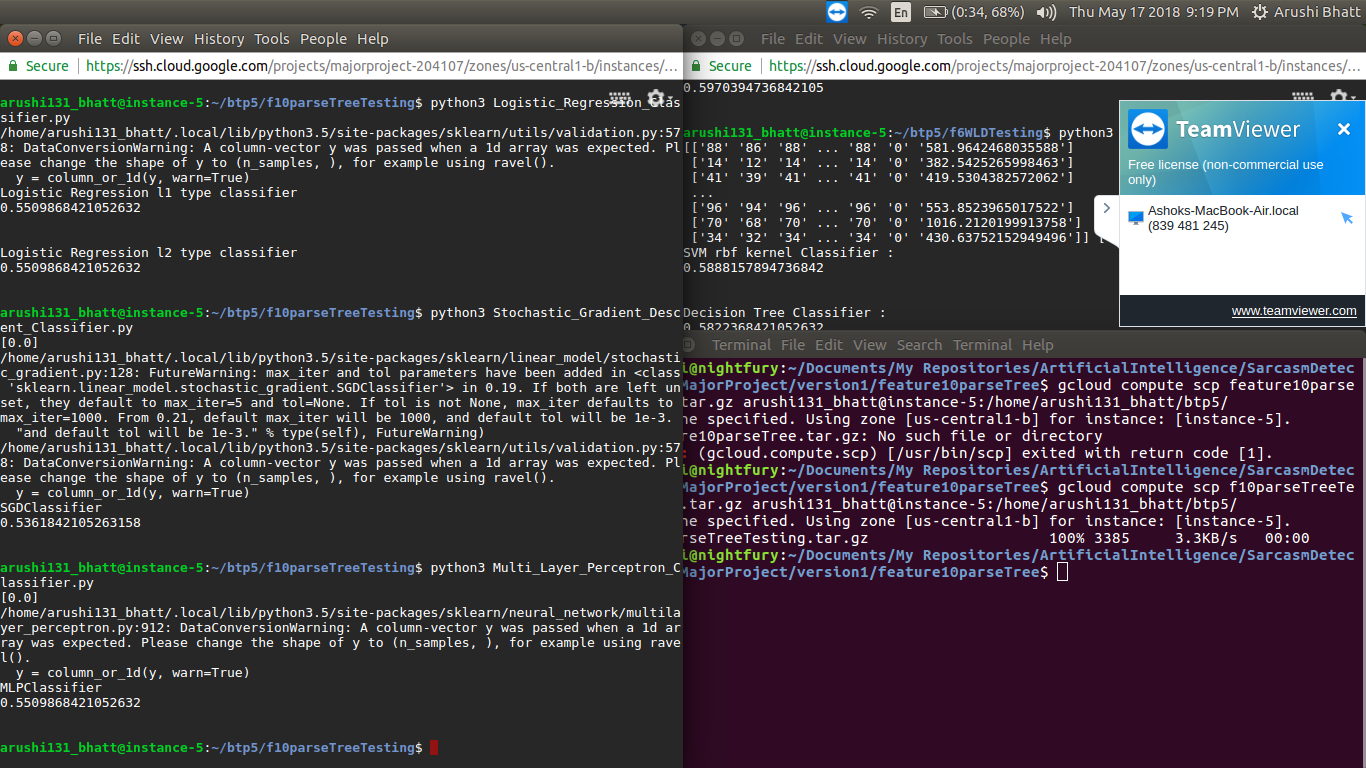 En (0:34, 68%) Thu May 17 2018 9:19 PM Arushi Bhatt
File Edit View History Tools People Help
Secure https://ssh.cloud.google.com/projects/majorproject-204107/zones/us-central1-b/instances/…
arushi131_bhatt@instance-5:~/btp5/f10parseTreeTesting$ python3 Logistic_Regression_Clas
sifier.py
/home/arushi131_bhatt/.local/lib/python3.5/site-packages/sklearn/utils/validation.py:57
8: DataConversionWarning: A column-vector y was passed when a 1d array was expected. Pl
ease change the shape of y to (n_samples, ), for example using ravel().
y = column_or_1d(y, warn=True)
Logistic Regression l1 type classifier
0.5509868421052632
Logistic Regression l2 type classifier
0.5509868421052632
arushi131_bhatt@instance-5:~/btp5/f10parseTreeTesting$ python3 Stochastic_Gradient_Desc
ent_Classifier.py
[0.0]
/home/arushi131_bhatt/.local/lib/python3.5/site-packages/sklearn/linear_model/stochasti
c_gradient.py:128: FutureWarning: max_iter and tol parameters have been added in <class
'sklearn.linear_model.stochastic_gradient.SGDClassifier'> in 0.19. If both are left un
set, they default to max_iter=5 and tol=None. If tol is not None, max_iter defaults to
max_iter=1000. From 0.21, default max_iter will be 1000, and default tol will be 1e-3.
"and default tol will be 1e-3." % type(self), FutureWarning)
/home/arushi131_bhatt/.local/lib/python3.5/site-packages/sklearn/utils/validation.py:57
8: DataConversionWarning: A column-vector y was passed when a 1d array was expected. Pl
ease change the shape of y to (n_samples, ), for example using ravel().
y = column_or_1d(y, warn=True)
SGDClassifier
0.5361842105263158
arushi131_bhatt@instance-5:~/btp5/f10parseTreeTesting$ python3 Multi_Layer_Perceptron_C
lassifier.py
[0.0]
/home/arushi131_bhatt/.local/lib/python3.5/site-packages/sklearn/neural_network/multila
yer_perceptron.py:912: DataConversionWarning: A column-vector y was passed when a 1d ar
ray was expected. Please change the shape of y to (n_samples, ), for example using rave
l().
y = column_or_1d(y, warn=True)
MLPClassifier
0.5509868421052632
arushi131_bhatt@instance-5:~/btp5/f10parseTreeTesting$
File Edit View History Tools People Help
Secure https://ssh.cloud.google.com/projects/majorproject-204107/zones/us-central1-b/instances/…
0.5970394736842105
arushi131_bhatt@instance-5:~/btp5/f6WLDTesting$ python3
[['88' '86' '88' ... '88' '0' '581.9642468035588']
['14' '12' '14' ... '14' '0' '382.5425265998463']
['41' '39' '41' ... '41' '0' '419.5304382572062']
...
['96' '94' '96' ... '96' '0' '553.8523965017522']
['70' '68' '70' ... '70' '0' '1016.2120199913758']
['34' '32' '34' ... '34' '0' '430.63752152949496']] [
SVM rbf kernel Classifier :
0.5888157894736842
Decision Tree Classifier :
0.5822368421052632
TeamViewer
Free license (non-commercial use
only)
Ashoks-MacBook-Air.local
(839 481 245)
www.teamviewer.com
Terminal File Edit View Search Terminal Help
i@nightfury:~/Documents/My Repositories/ArtificialIntelligence/SarcasmDetec
MajorProject/version1/feature10parseTree$ gcloud compute scp feature10parse
tar.gz arushi131_bhatt@instance-5:/home/arushi131_bhatt/btp5/
ne specified. Using zone [us-central1-b] for instance: [instance-5].
re10parseTree.tar.gz: No such file or directory
: (gcloud.compute.scp) [/usr/bin/scp] exited with return code [1].
i@nightfury:~/Documents/My Repositories/ArtificialIntelligence/SarcasmDetec
MajorProject/version1/feature10parseTree$ gcloud compute scp f10parseTreeTe
.tar.gz arushi131_bhatt@instance-5:/home/arushi131_bhatt/btp5/
ne specified. Using zone [us-central1-b] for instance: [instance-5].
rseTreeTesting.tar.gz 100% 3385 3.3KB/s 00:00
i@nightfury:~/Documents/My Repositories/ArtificialIntelligence/SarcasmDetec
MajorProject/version1/feature10parseTree$